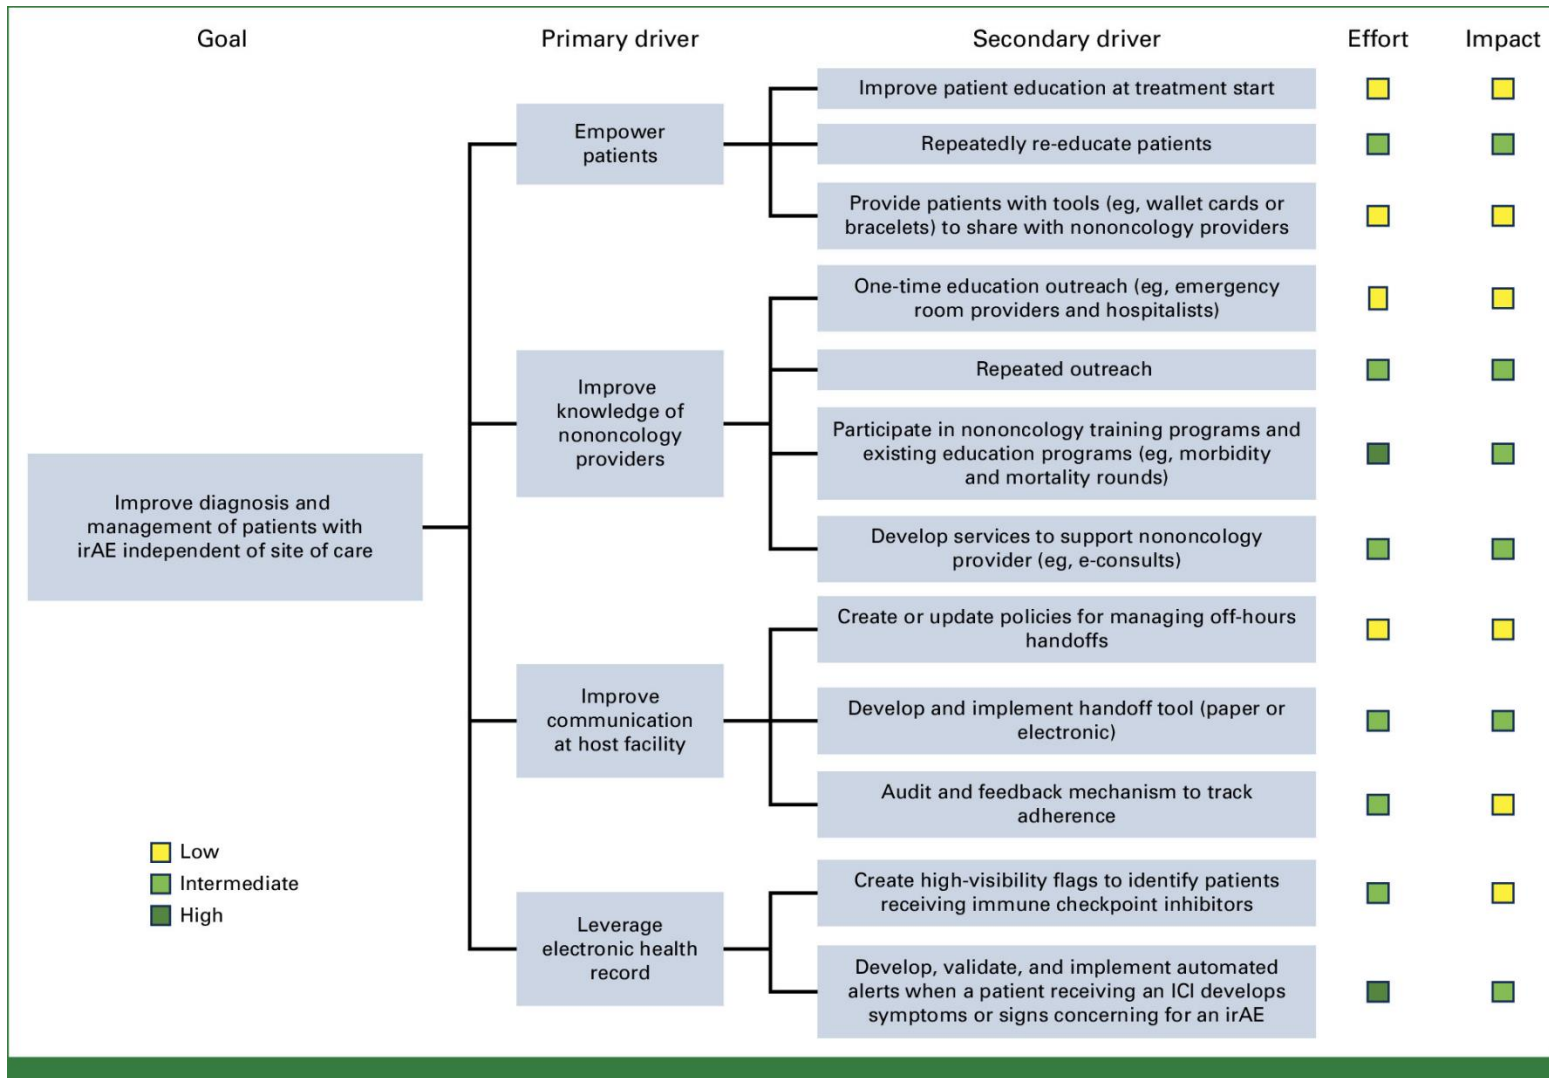 Goal
Primary driver
Secondary driver
Effort
Impact
Improve diagnosis and
management of patients with
irAE independent of site of care
Empower
patients
Improve patient education at treatment start
Repeatedly re-educate patients
Provide patients with tools (eg, wallet cards or
bracelets) to share with nononcology providers
Improve
knowledge of
nononcology
providers
One-time education outreach (eg, emergency
room providers and hospitalists)
Repeated outreach
Participate in nononcology training programs and
existing education programs (eg, morbidity
and mortality rounds)
Develop services to support nononcology
provider (eg, e-consults)
Improve
communication
at host facility
Create or update policies for managing off-hours
handoffs
Develop and implement handoff tool (paper or
electronic)
Audit and feedback mechanism to track
adherence
Leverage
electronic health
record
Create high-visibility flags to identify patients
receiving immune checkpoint inhibitors
Develop, validate, and implement automated
alerts when a patient receiving an ICI develops
symptoms or signs concerning for an irAE
Low
Intermediate
High